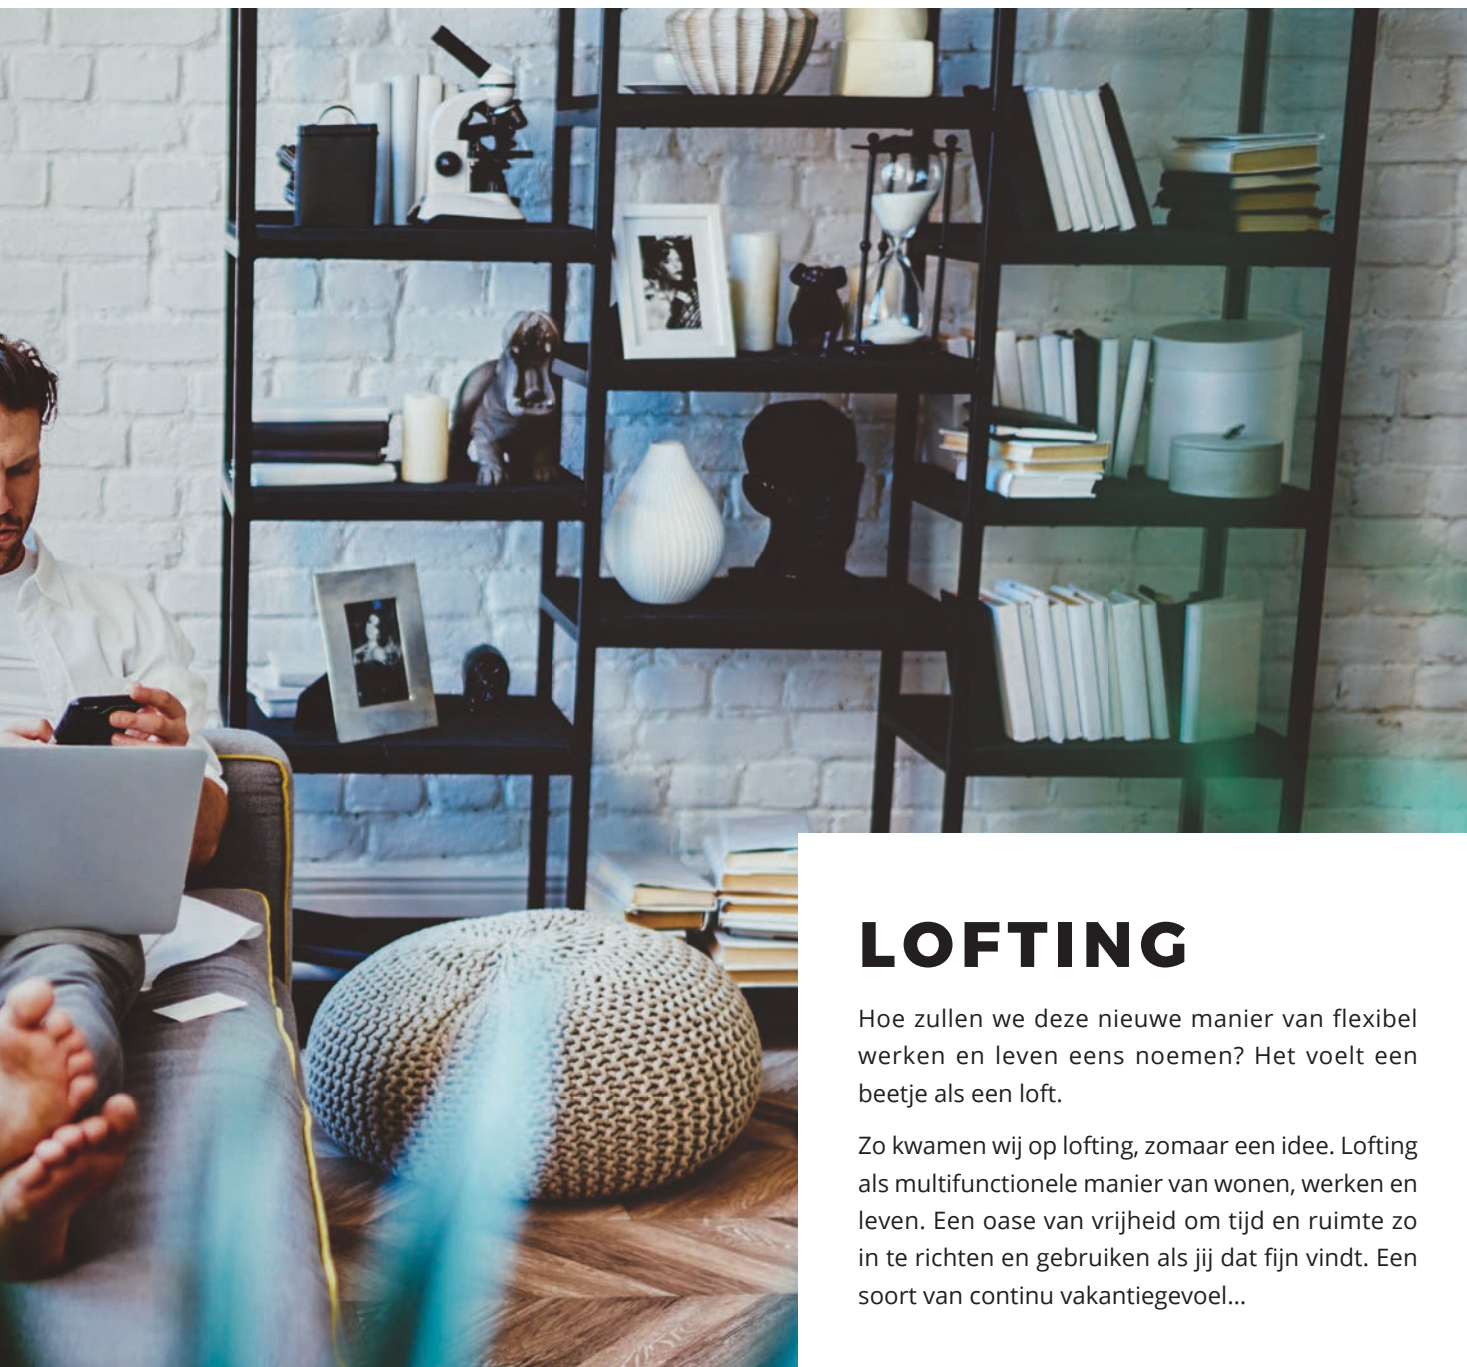 LOFTING
Hoe zullen we deze nieuwe manier van flexibel
werken en leven eens noemen? Het voelt een
beetje als een loft.
Zo kwamen wij op lofting, zomaar een idee. Lofting
als multifunctionele manier van wonen, werken en
leven. Een oase van vrijheid om tijd en ruimte zo
in te richten en gebruiken als jij dat fijn vindt. Een
soort van continu vakantiegevoel...